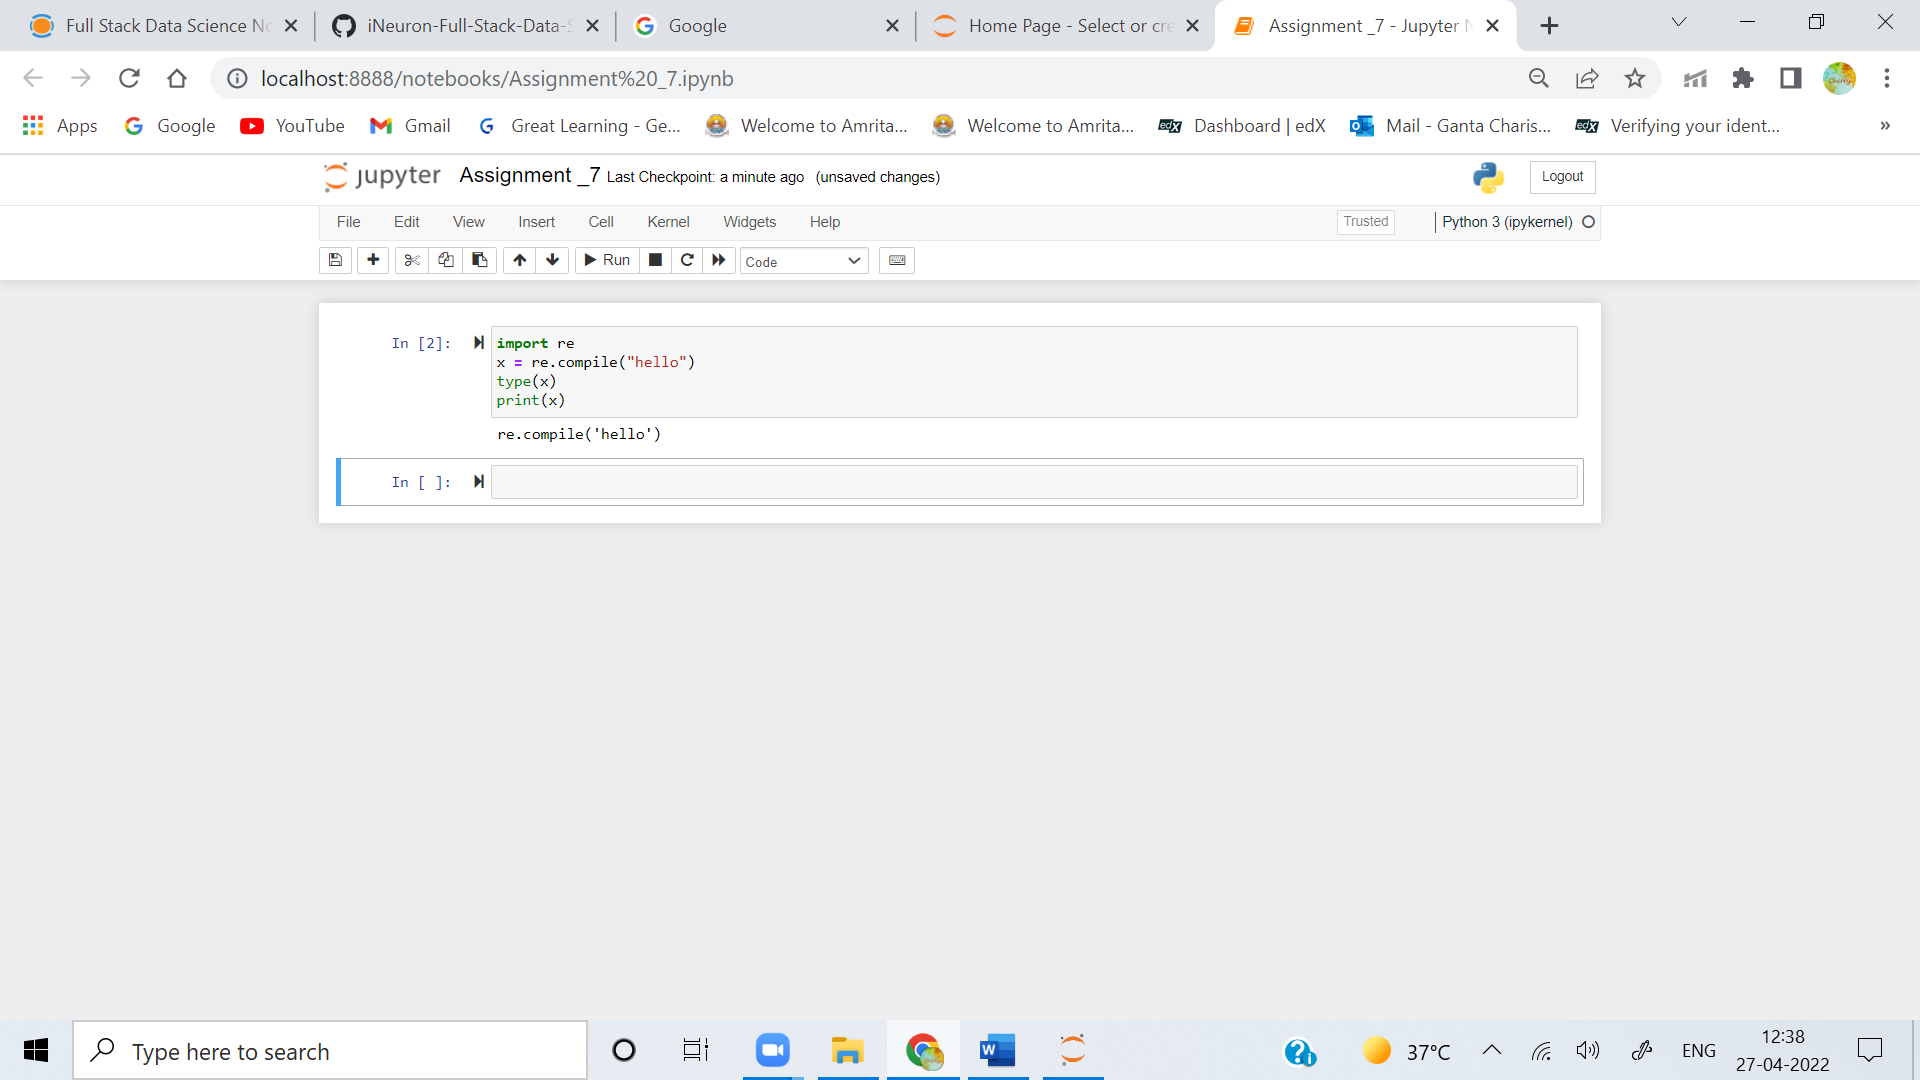 Full Stack Data Science No
iNeuron-Full-Stack-Data-S
Google
Home Page - Select or cre
Assignment _7 - Jupyter N
localhost:8888/notebooks/Assignment%20_7.ipynb
Apps
Google
YouTube
Gmail
Great Learning - Ge...
Welcome to Amrita...
Welcome to Amrita...
Dashboard | edX
Mail - Ganta Charis...
Verifying your ident...
»
jupyter
Assignment _7 Last Checkpoint: a minute ago (unsaved changes)
Logout
File Edit View Insert Cell Kernel Widgets Help
Trusted
Python 3 (ipykernel)
Run
Code
In [2]:
import re
x = re.compile("hello")
type(x)
print(x)
re.compile('hello')
In [ ]:
Type here to search
37°C
ENG
12:38
27-04-2022